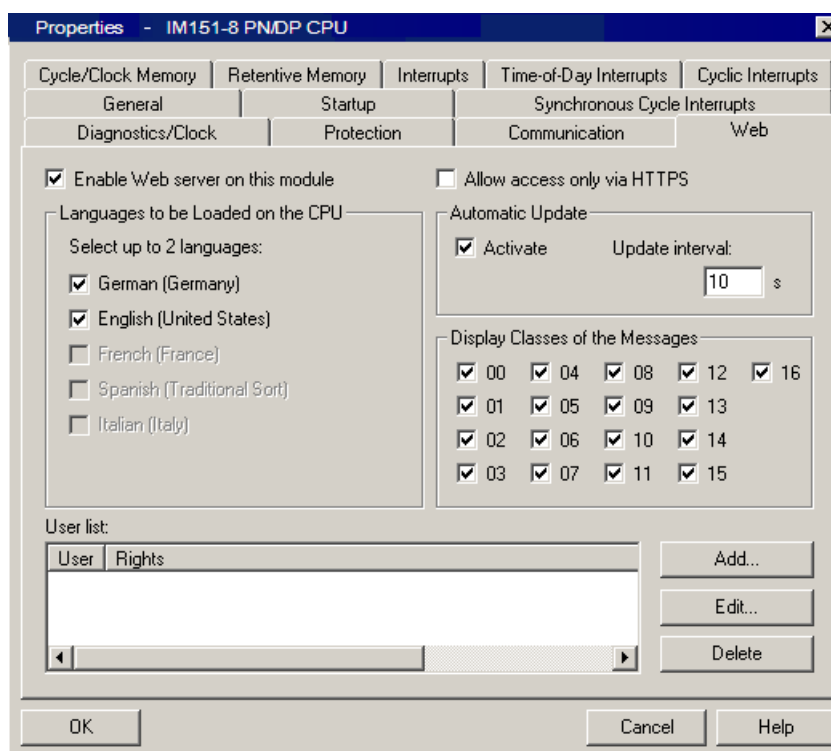 Properties - IM151-8 PN/DP CPU
Cycle/Clock Memory Retentive Memory Interrupts Time-of-Day Interrupts Cyclic Interrupts
General Startup Synchronous Cycle Interrupts
Diagnostics/Clock Protection Communication Web
Enable Web server on this module Allow access only via HTTPS
Languages to be Loaded on the CPU Automatic Update
Select up to 2 languages: Activate Update interval:
German (Germany) 10 s
English (United States)
Display Classes of the Messages
French (France) 00 04 08 12 16
Spanish (Traditional Sort) 01 05 09 13
Italian (Italy) 02 06 10 14
03 07 11 15
User list:
User Rights Add...
Edit...
Delete
OK Cancel Help